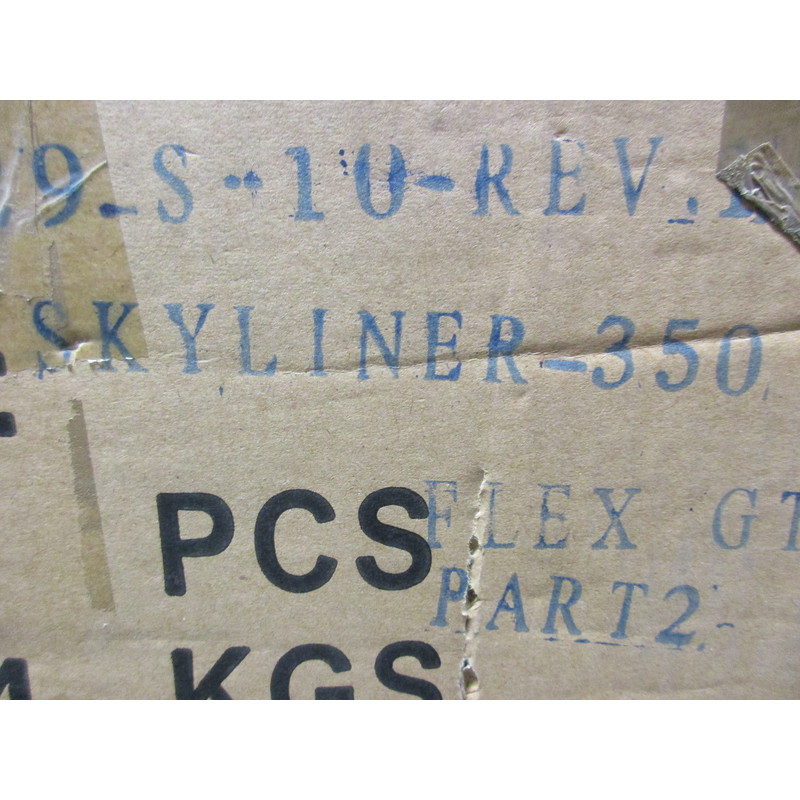 9-S-10-REV.
SKYLINER-350
PCS FLEX GT
PART2.-
KGS